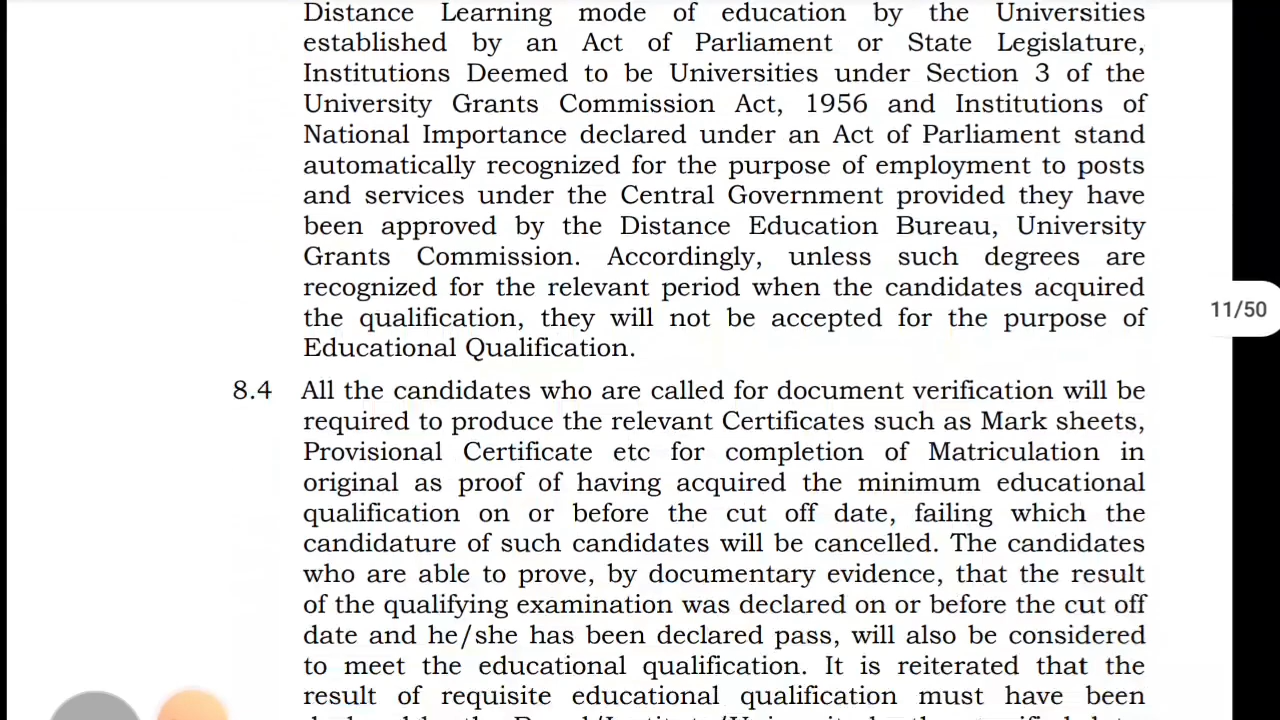 Distance Learning mode of education by the Universities
established by an Act of Parliament or State Legislature,
Institutions Deemed to be Universities under Section 3 of the
University Grants Commission Act, 1956 and Institutions of
National Importance declared under an Act of Parliament stand
automatically recognized for the purpose of employment to posts
and services under the Central Government provided they have
been approved by the Distance Education Bureau, University
Grants Commission. Accordingly, unless such degrees are
recognized for the relevant period when the candidates acquired
11/50
the qualification, they will not be accepted for the purpose of
Educational Qualification.
8.4 All the candidates who are called for document verification will be
required to produce the relevant Certificates such as Mark sheets,
Provisional Certificate etc for completion of Matriculation in
original as proof of having acquired the minimum educational
qualification on or before the cut off date, failing which the
candidature of such candidates will be cancelled. The candidates
who are able to prove, by documentary evidence, that the result
of the qualifying examination was declared on or before the cut off
date and he/she has been declared pass, will also be considered
to meet the educational qualification. It is reiterated that the
result of requisite educational qualification must have been